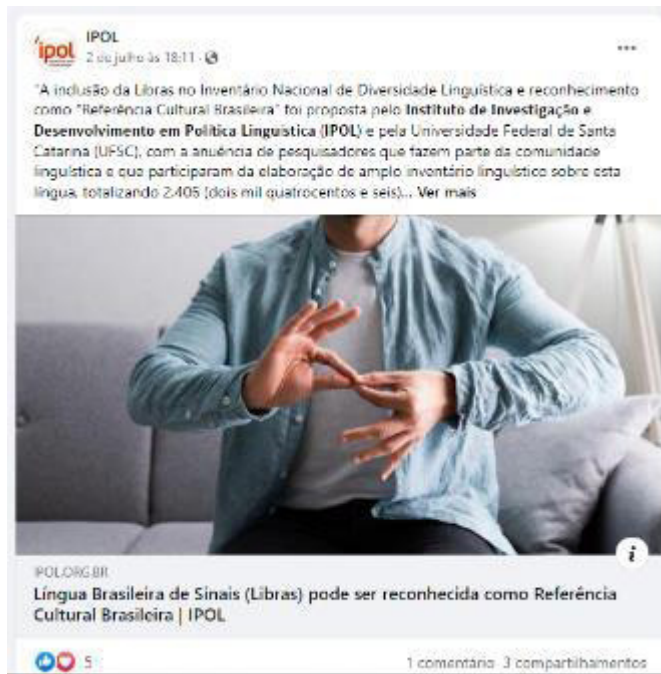 ipol
IPOL
2 de julho às 18:11 ·
"A inclusão da Libras no Inventário Nacional de Diversidade Linguística e reconhecimento
como "Referência Cultural Brasileira" foi proposta pelo Instituto de Investigação e
Desenvolvimento em Política Linguística (IPOL) e pela Universidade Federal de Santa
Catarina (UFSC), com a anuência de pesquisadores que fazem parte da comunidade
linguística e que participaram da elaboração de amplo inventário linguístico sobre esta
língua, totalizando 2.406 (dois mil quatrocentos e seis)... Ver mais
i
IPOL.ORG.BR
Língua Brasileira de Sinais (Libras) pode ser reconhecida como Referência
Cultural Brasileira | IPOL
5 1 comentário 3 compartilhamentos